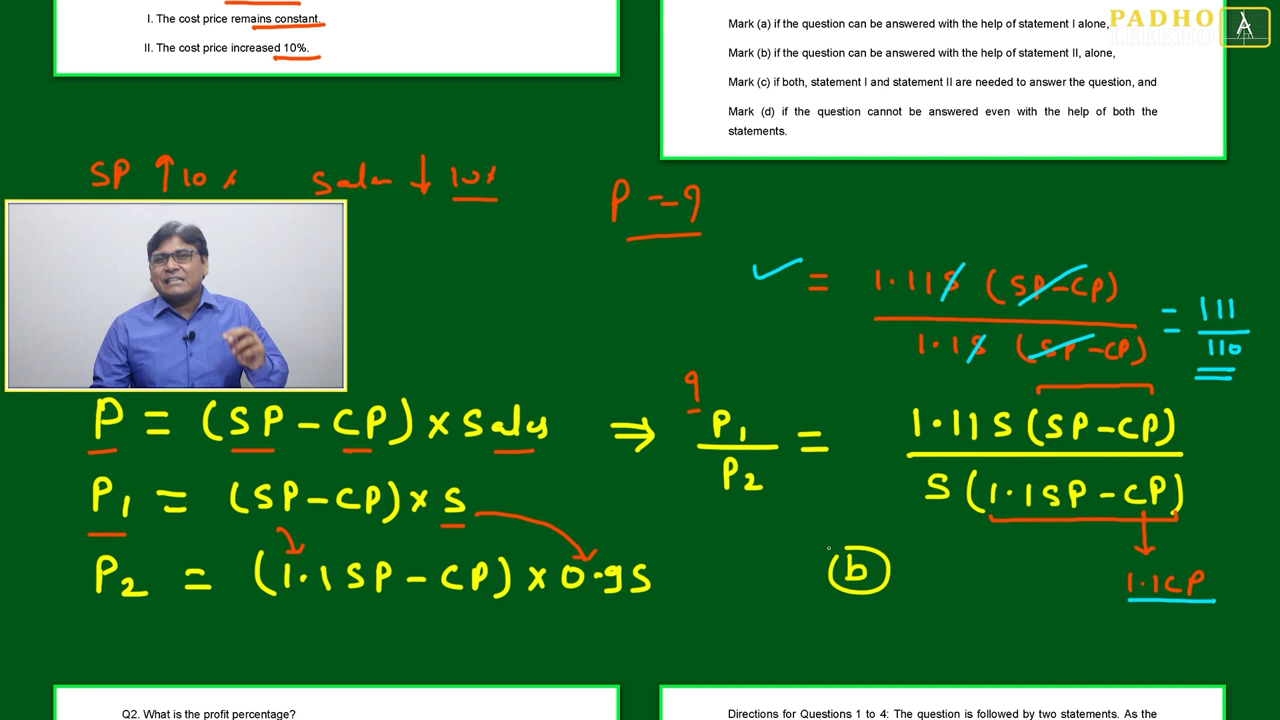 I. The cost price remains constant.
II. The cost price increased 10%.
Mark (a) if the question can be answered with the help of statement I alone,
Mark (b) if the question can be answered with the help of statement II, alone,
Mark (c) if both, statement I and statement II are needed to answer the question, and
Mark (d) if the question cannot be answered even with the help of both the
statements.
PADHO
LEEKHO
SP ↑ 10 %
Sales ↓ 10%
P = 9
= 1.11S (SP-CP) / 1.1S (SP-CP) = 111/110
P = (SP - CP) × Sales
⇒ 9 P₁/P₂ = 1.11 S (SP-CP) / S (1.1SP - CP)
P₁ = (SP-CP) × S
P₂ = (1.1SP - CP) × 0.9S
(b)
1.1CP
Q2. What is the profit percentage?
Directions for Questions 1 to 4: The question is followed by two statements. As the